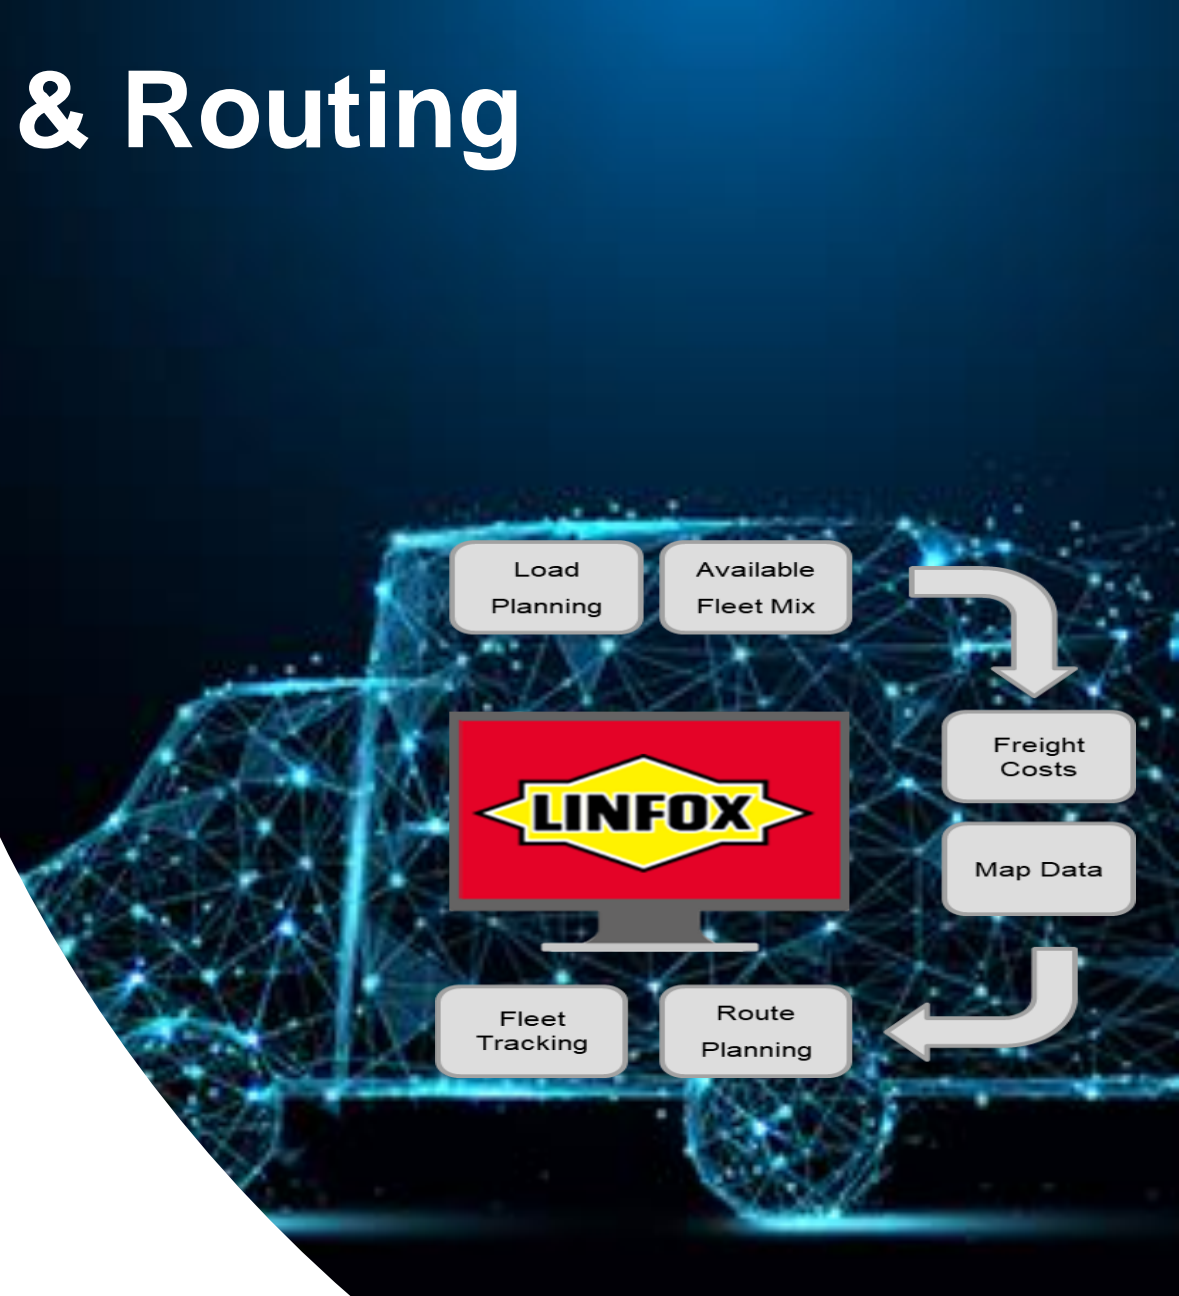 & Routing
Load
Planning
Available
Fleet Mix
Freight
Costs
LINFOX
Map Data
Fleet
Tracking
Route
Planning